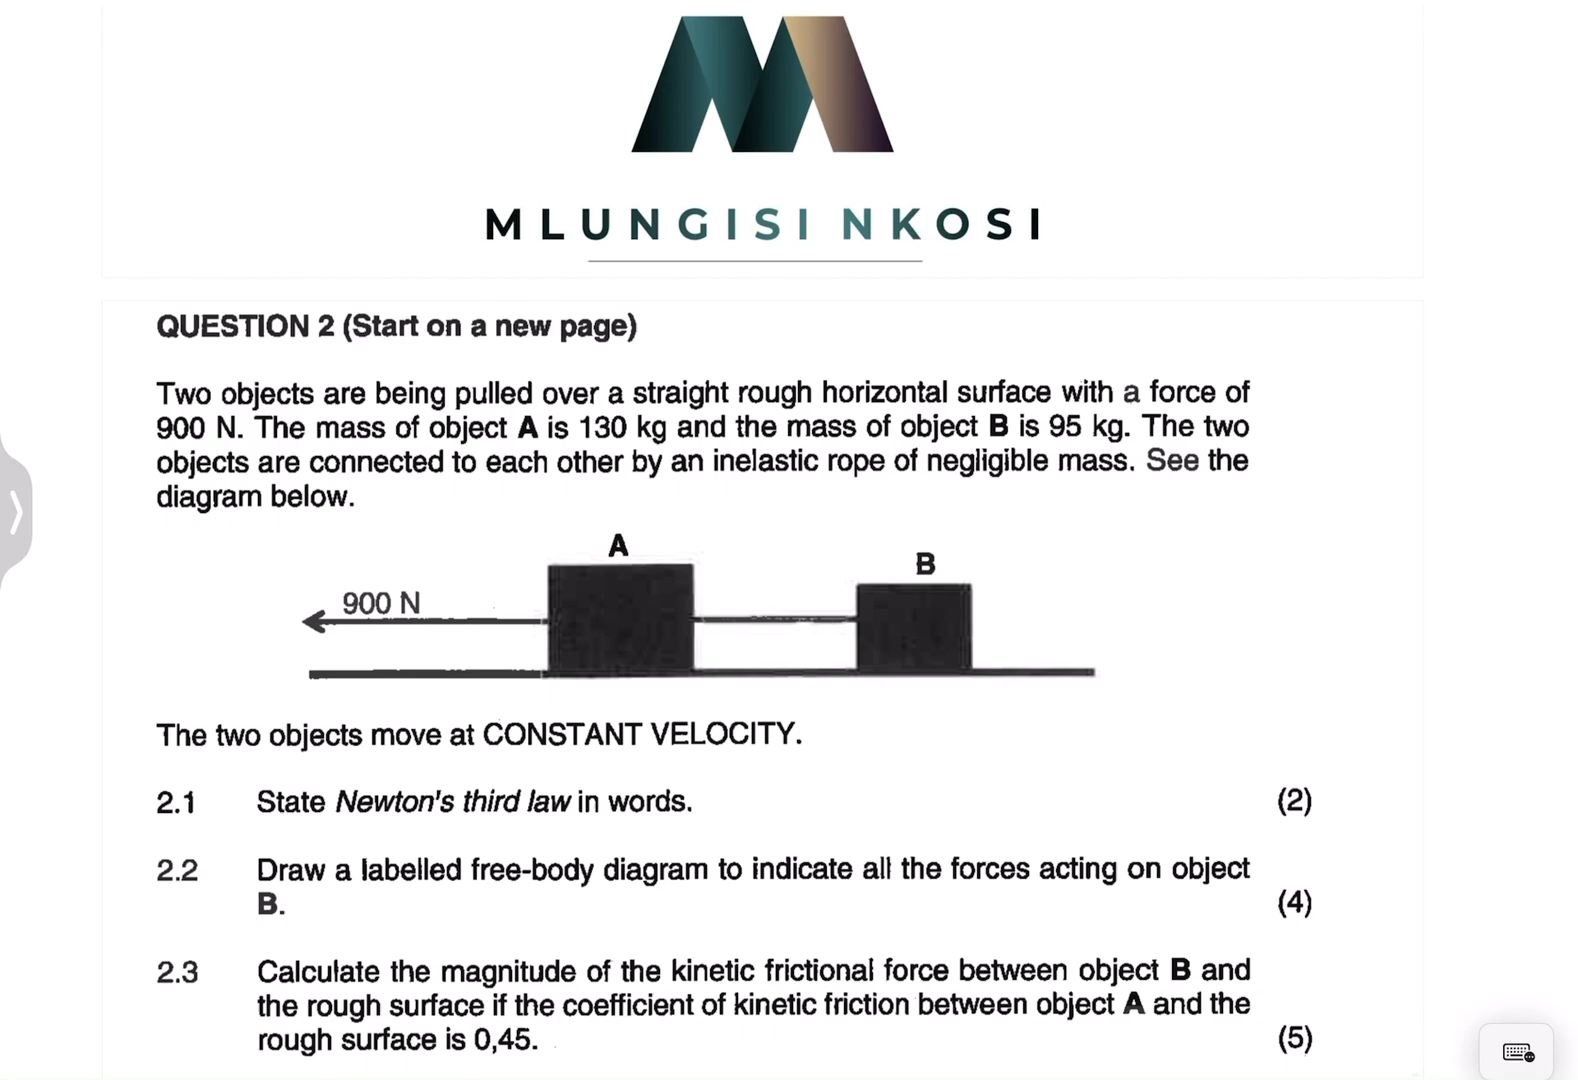 MLUNGISI NKOSI
QUESTION 2 (Start on a new page)
Two objects are being pulled over a straight rough horizontal surface with a force of
900 N. The mass of object A is 130 kg and the mass of object B is 95 kg. The two
objects are connected to each other by an inelastic rope of negligible mass. See the
diagram below.
A
B
900 N
The two objects move at CONSTANT VELOCITY.
2.1 State Newton's third law in words. (2)
2.2 Draw a labelled free-body diagram to indicate all the forces acting on object
B. (4)
2.3 Calculate the magnitude of the kinetic frictional force between object B and
the rough surface if the coefficient of kinetic friction between object A and the
rough surface is 0,45. (5)